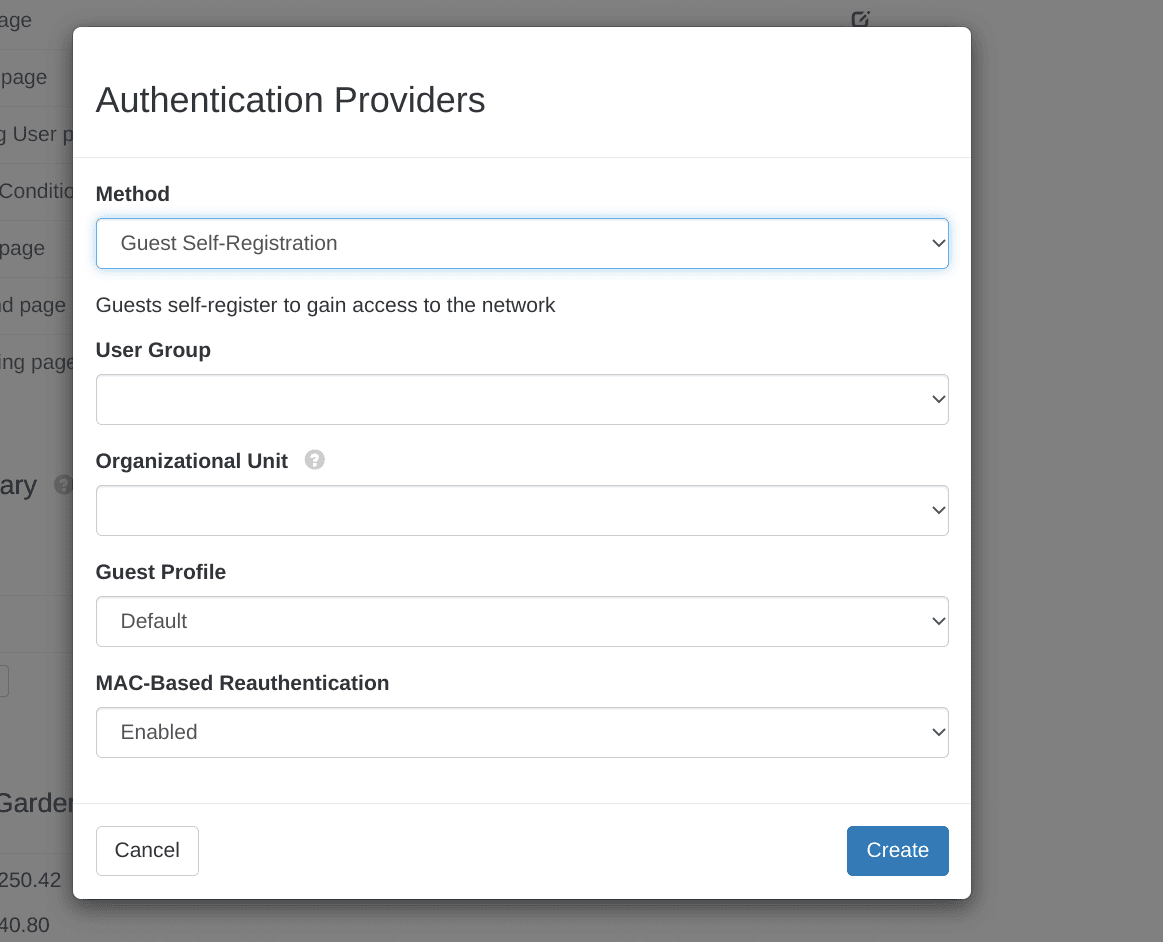 age
page
g User p
Conditio
page
nd page
ing page
ary
Garden
250.42
40.80
Authentication Providers
Method
Guest Self-Registration
Guests self-register to gain access to the network
User Group
Organizational Unit
Guest Profile
Default
MAC-Based Reauthentication
Enabled
Cancel
Create